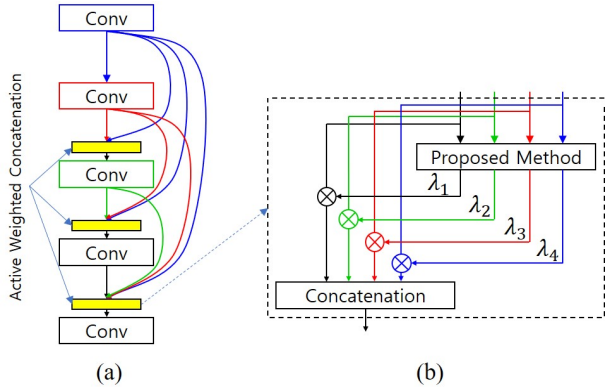 Conv
Conv
Conv
Conv
Conv
Active Weighted Concatenation
(a)
Proposed Method
λ1
λ2
λ3
λ4
Concatenation
(b)